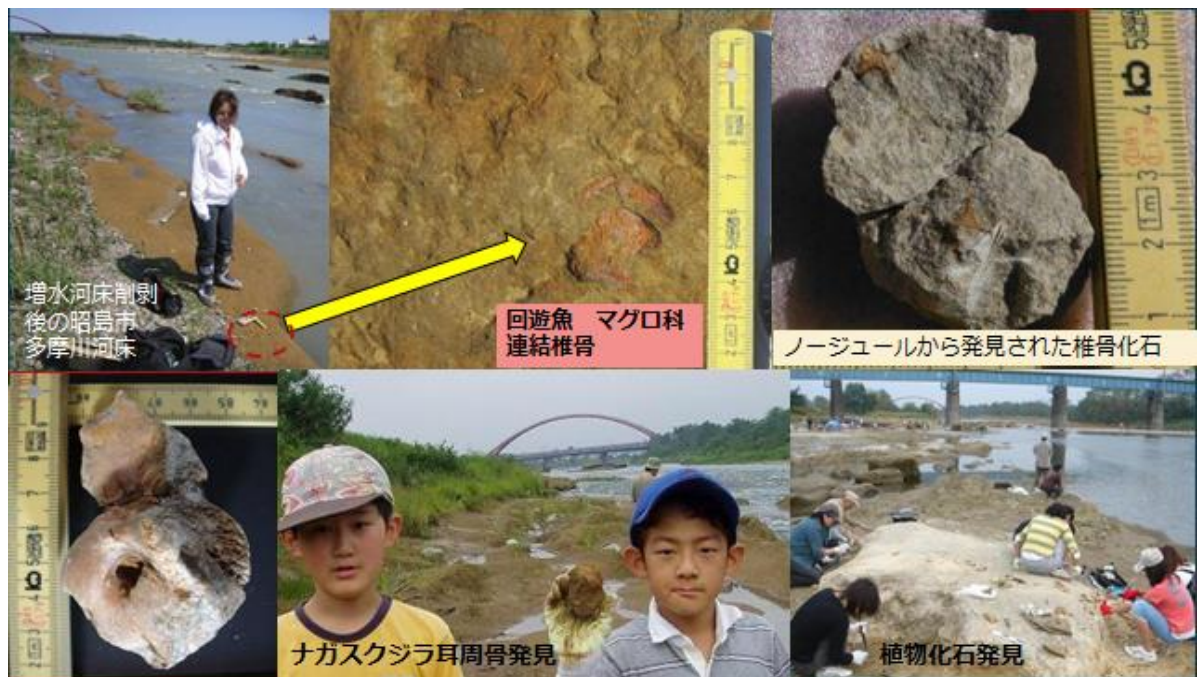 増水河床削剥
後の昭島市
多摩川河床
回遊魚　マグロ科
連結椎骨
ノージュールから発見された椎骨化石
ナガスクジラ耳周骨発見
植物化石発見